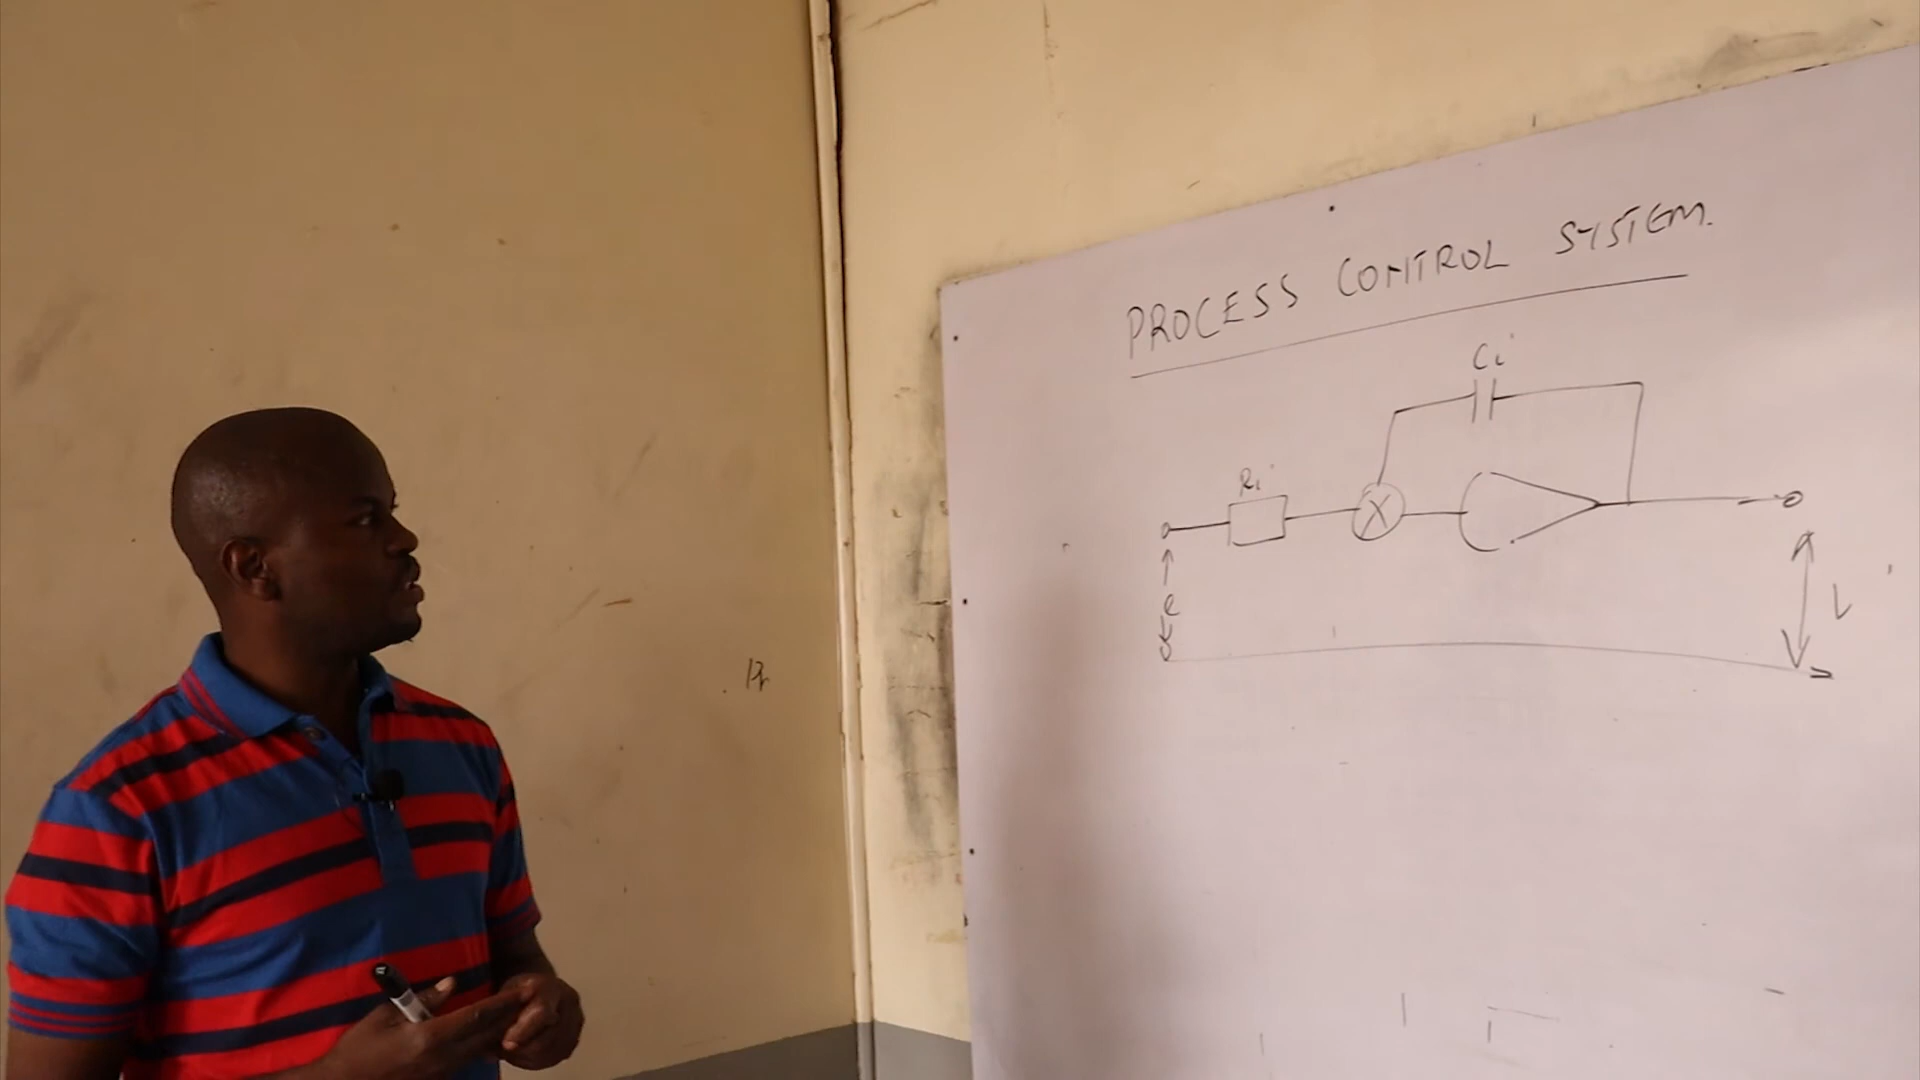 PROCESS CONTROL SYSTEM.
Ci
Ri
X
e
V